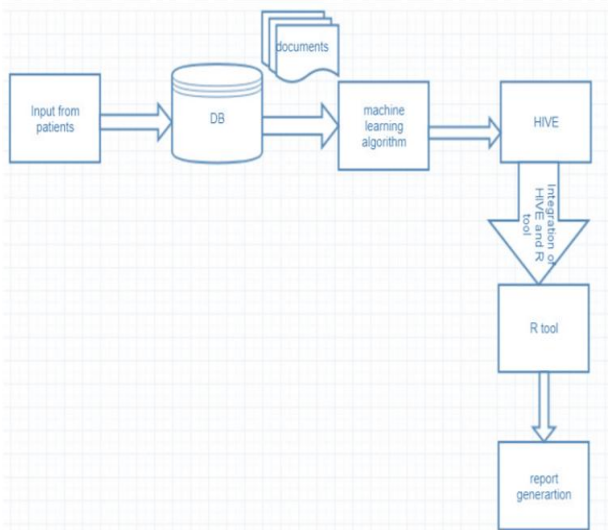 documents
Input from
patients
DB
machine
learning
algorithm
HIVE
Integration of
HIVE and R
tool
R tool
report
generartion